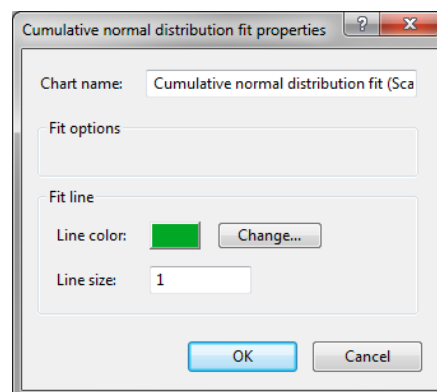 Cumulative normal distribution fit properties
Chart name: Cumulative normal distribution fit (Sca
Fit options
Fit line
Line color: Change...
Line size: 1
OK Cancel